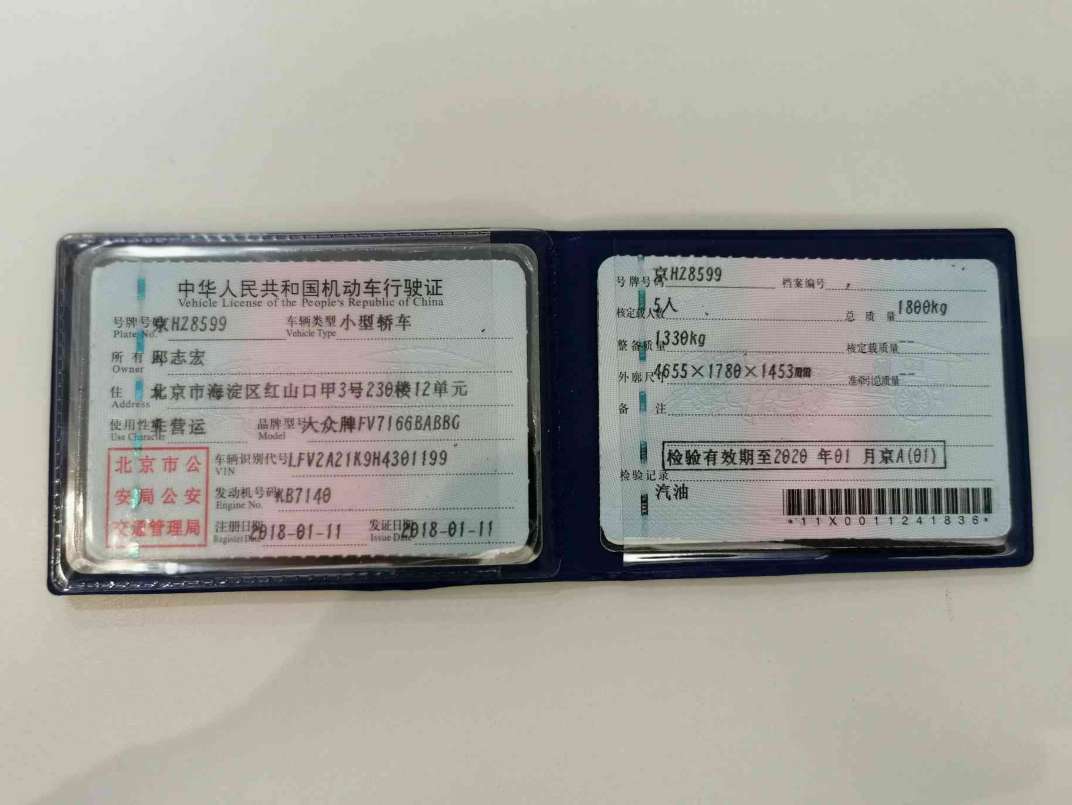 中华人民共和国机动车行驶证
Vehicle License of the People's Republic of China
号牌号码 京HZ8599 车辆类型 小型轿车
Plate No. Vehicle Type
所有 邱志宏
Owner
住 北京市海淀区红山口甲3号230楼12单元
Address
使用性 非营运 品牌型号 大众牌FV7166BABBG
Use Character Model
北京市公
安局公安
交通管理局
车辆识别代号 LFV2A21K9H4301199
VIN
发动机号码 KB7140
Engine No.
注册日期 2018-01-11 发证日期 2018-01-11
Register Date Issue Date
号牌号码 京HZ8599 档案编号
核定载人数 5人 总质量 1800kg
整备质量 1330kg 核定载质量 --
外廓尺寸 4655×1780×1453mm 准牵引总质量 --
备注
检验有效期至2020 年01 月京A(01)
检验记录
汽油
*11X0011241836*